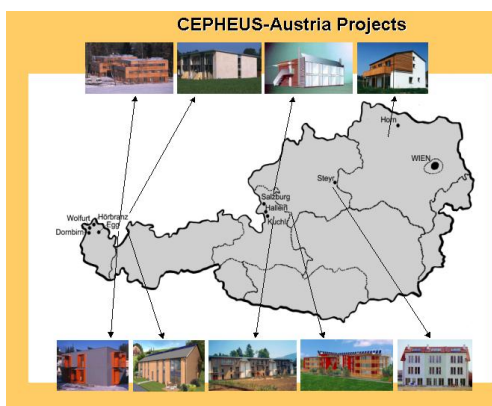 CEPHEUS-Austria Projects
Horn
WIEN
Steyr
Salzburg
Hallein
Kuchl
Wolfurt
Hörbranz
Egg
Dornbirn